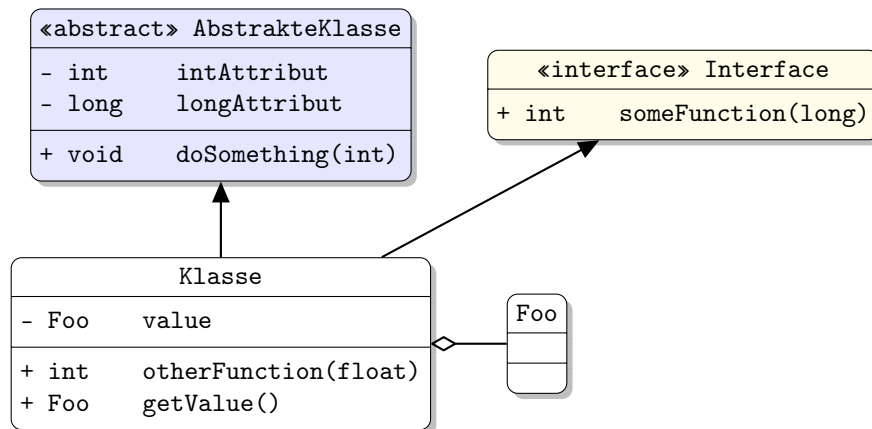 «abstract» AbstrakteKlasse
- int intAttribut
- long longAttribut
+ void doSomething(int)
«interface» Interface
+ int someFunction(long)
Klasse
- Foo value
+ int otherFunction(float)
+ Foo getValue()
Foo